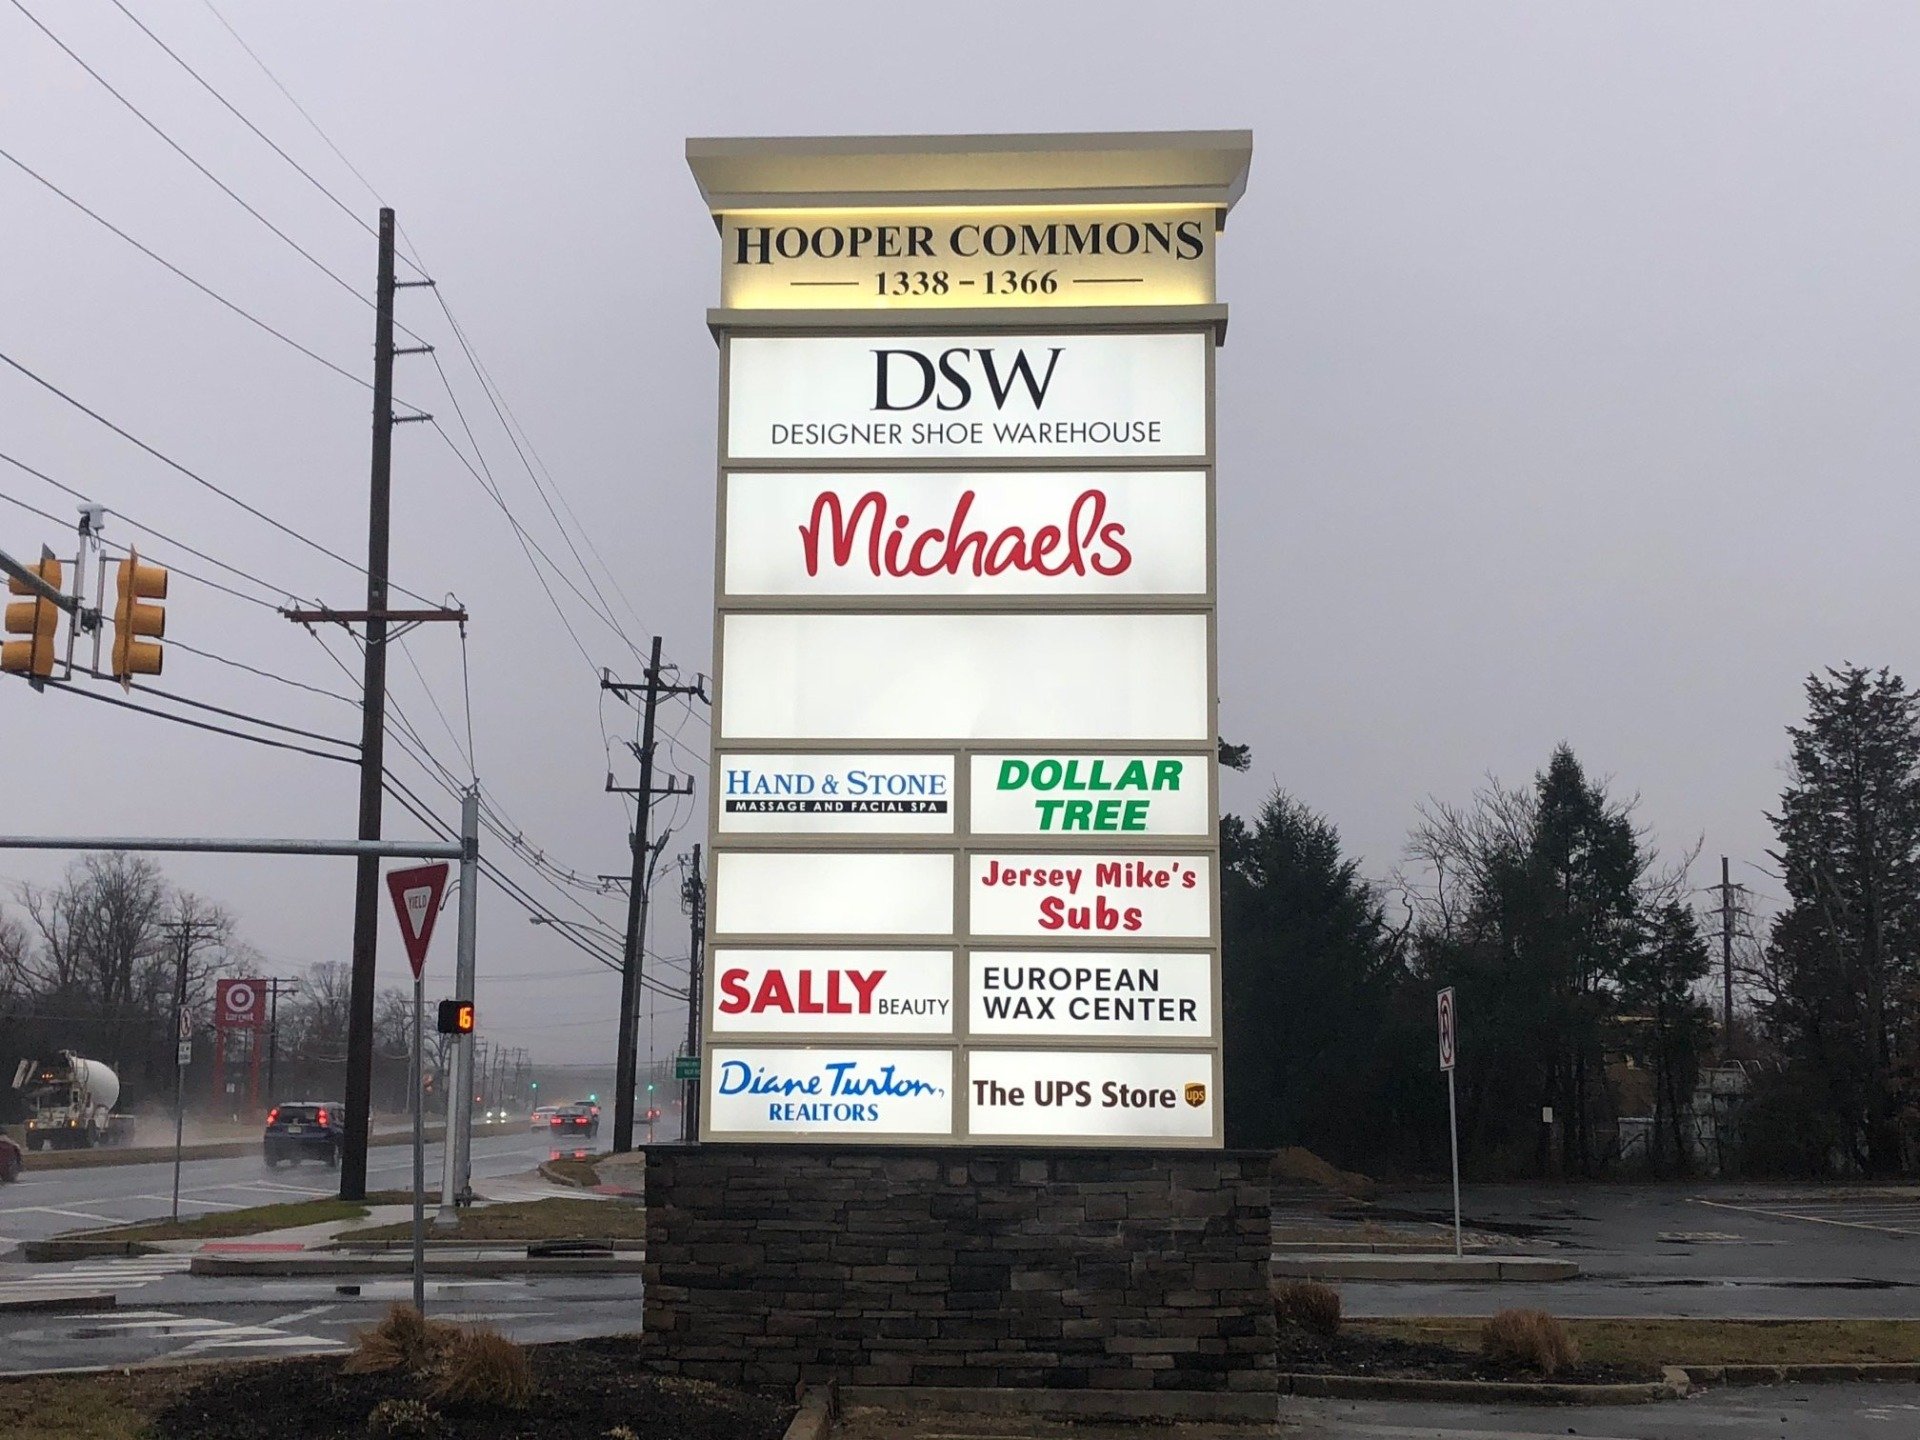 HOOPER COMMONS
1338 - 1366
DSW
DESIGNER SHOE WAREHOUSE
Michaels
HAND & STONE
MASSAGE AND FACIAL SPA
DOLLAR
TREE
Jersey Mike's
Subs
SALLY BEAUTY
EUROPEAN
WAX CENTER
Diane Turton,
REALTORS
The UPS Store ups
YIELD
target
16